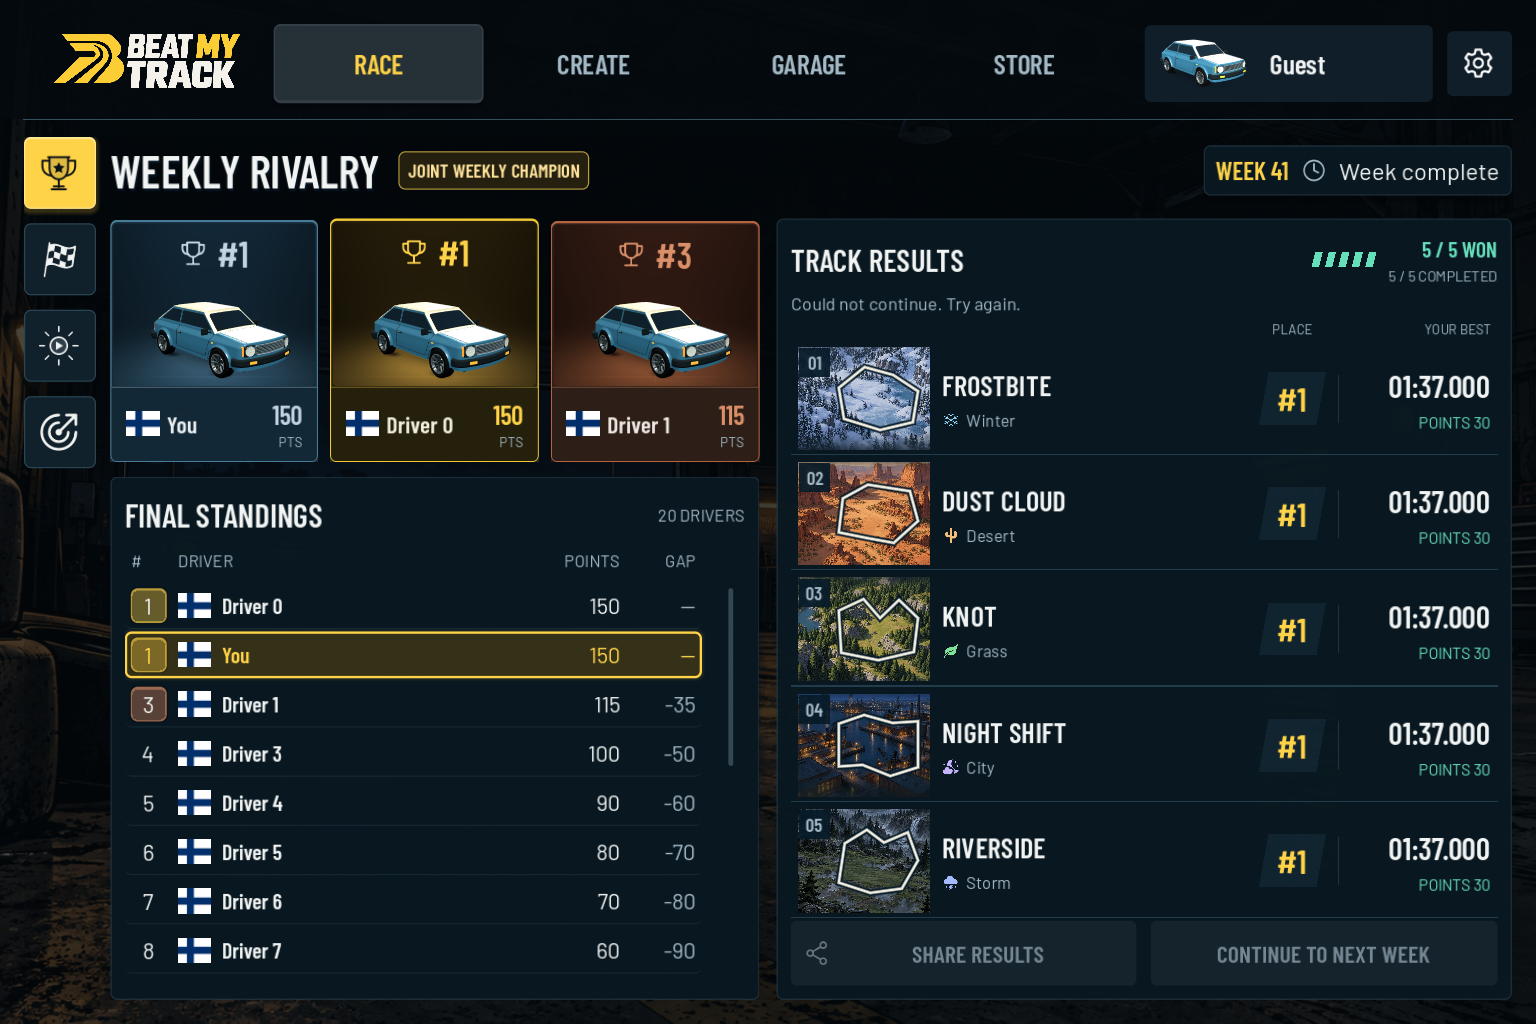 BEAT MY TRACK
RACE
CREATE
GARAGE
STORE
Guest
WEEKLY RIVALRY
JOINT WEEKLY CHAMPION
WEEK 41 Week complete
#1
You
150
PTS
#1
Driver 0
150
PTS
#3
Driver 1
115
PTS
FINAL STANDINGS
20 DRIVERS
# DRIVER POINTS GAP
1 Driver 0 150 —
1 You 150 —
3 Driver 1 115 -35
4 Driver 3 100 -50
5 Driver 4 90 -60
6 Driver 5 80 -70
7 Driver 6 70 -80
8 Driver 7 60 -90
TRACK RESULTS
5 / 5 WON
5 / 5 COMPLETED
Could not continue. Try again.
PLACE YOUR BEST
01 FROSTBITE #1 01:37.000
Winter POINTS 30
02 DUST CLOUD #1 01:37.000
Desert POINTS 30
03 KNOT #1 01:37.000
Grass POINTS 30
04 NIGHT SHIFT #1 01:37.000
City POINTS 30
05 RIVERSIDE #1 01:37.000
Storm POINTS 30
SHARE RESULTS
CONTINUE TO NEXT WEEK